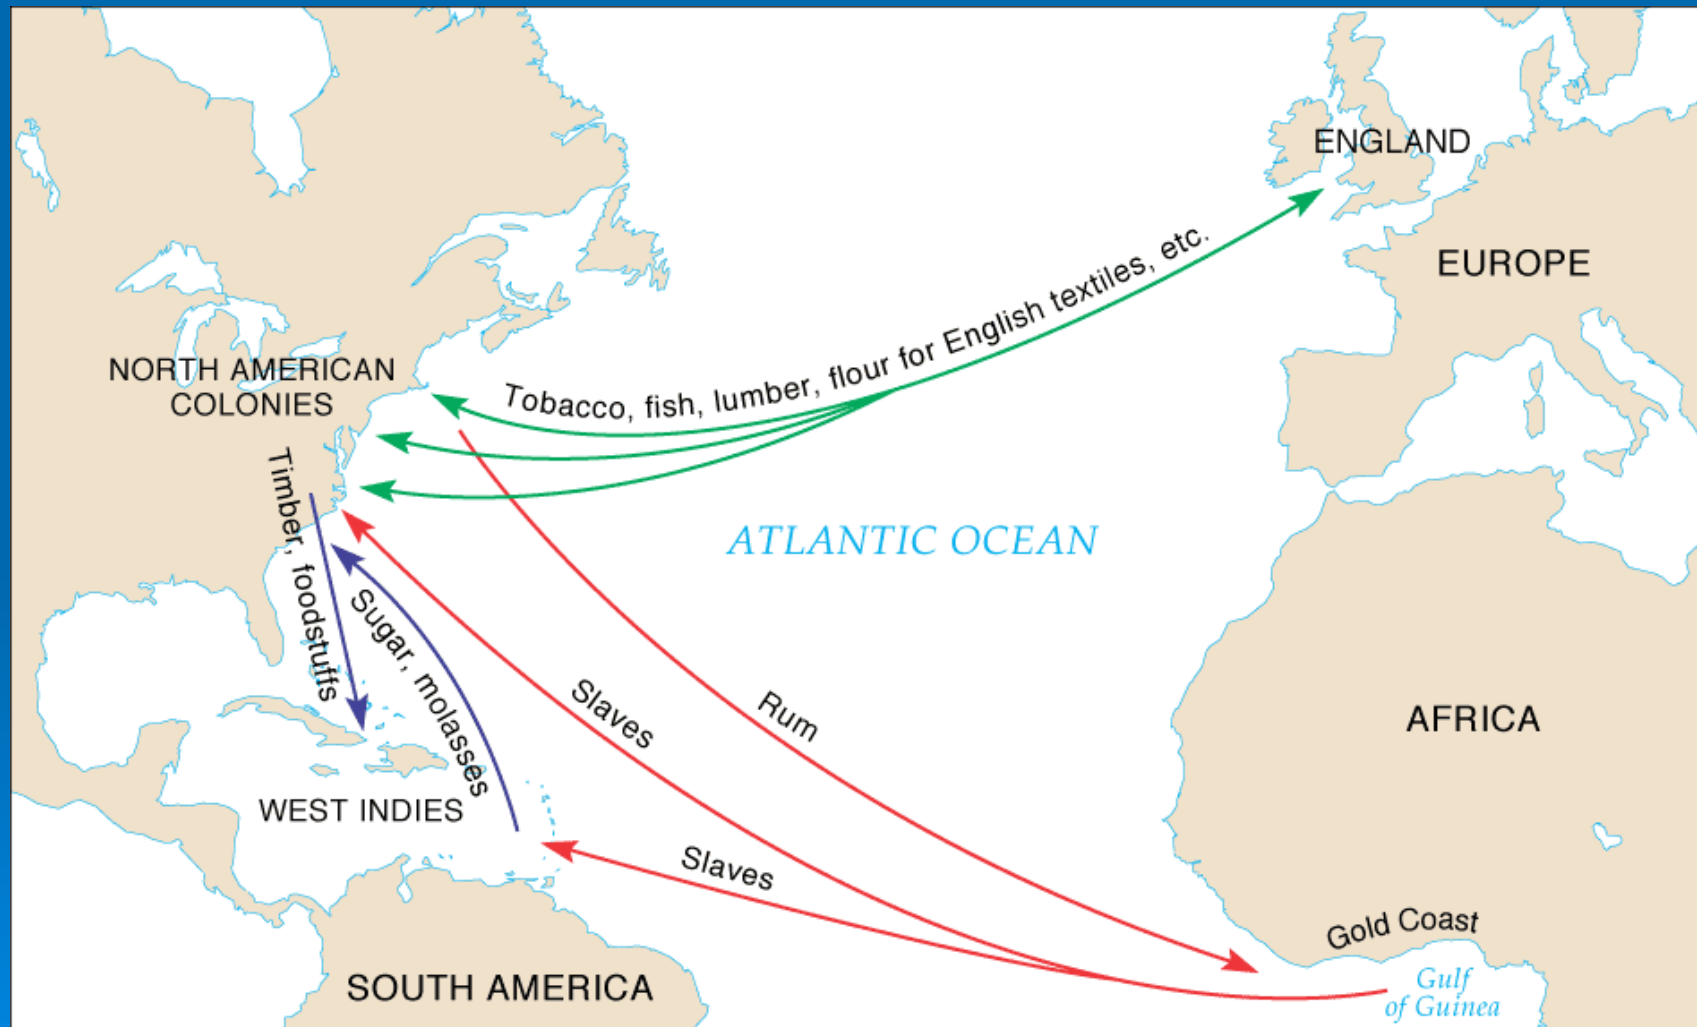 ENGLAND
EUROPE
Tobacco, fish, lumber, flour for English textiles, etc.
NORTH AMERICAN
COLONIES
Timber, foodstuffs
ATLANTIC OCEAN
Sugar, molasses
Slaves
Rum
AFRICA
WEST INDIES
Slaves
Gold Coast
SOUTH AMERICA
Gulf
of Guinea